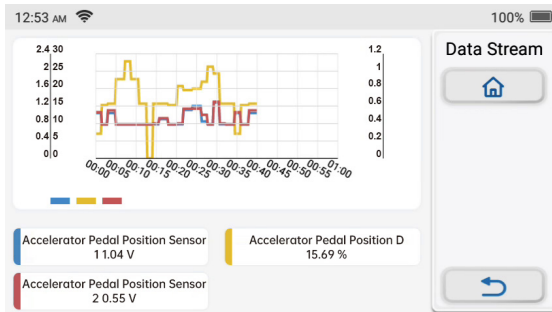 12:53 AM
100%
Data Stream
2.4 30
2 25
1.6 20
1.2 15
0.8 10
0.4 5
0 0
1.2
1
0.8
0.6
0.4
0.2
0
00:00 00:05 00:10 00:15 00:20 00:25 00:30 00:35 00:40 00:45 00:50 00:55 01:00
Accelerator Pedal Position Sensor
1 1.04 V
Accelerator Pedal Position D
15.69 %
Accelerator Pedal Position Sensor
2 0.55 V